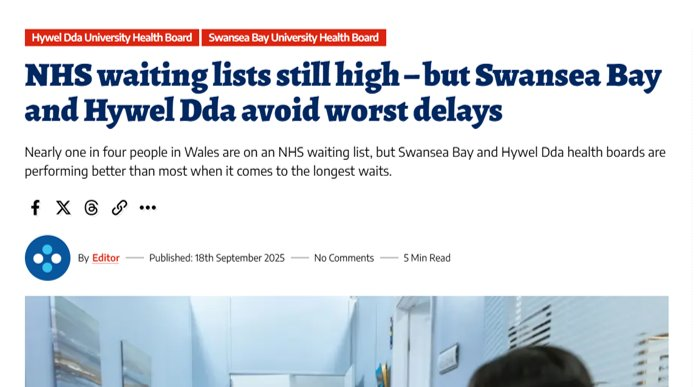 Hywel Dda University Health Board Swansea Bay University Health Board
NHS waiting lists still high – but Swansea Bay
and Hywel Dda avoid worst delays
Nearly one in four people in Wales are on an NHS waiting list, but Swansea Bay and Hywel Dda health boards are
performing better than most when it comes to the longest waits.
By Editor — Published: 18th September 2025 — No Comments — 5 Min Read